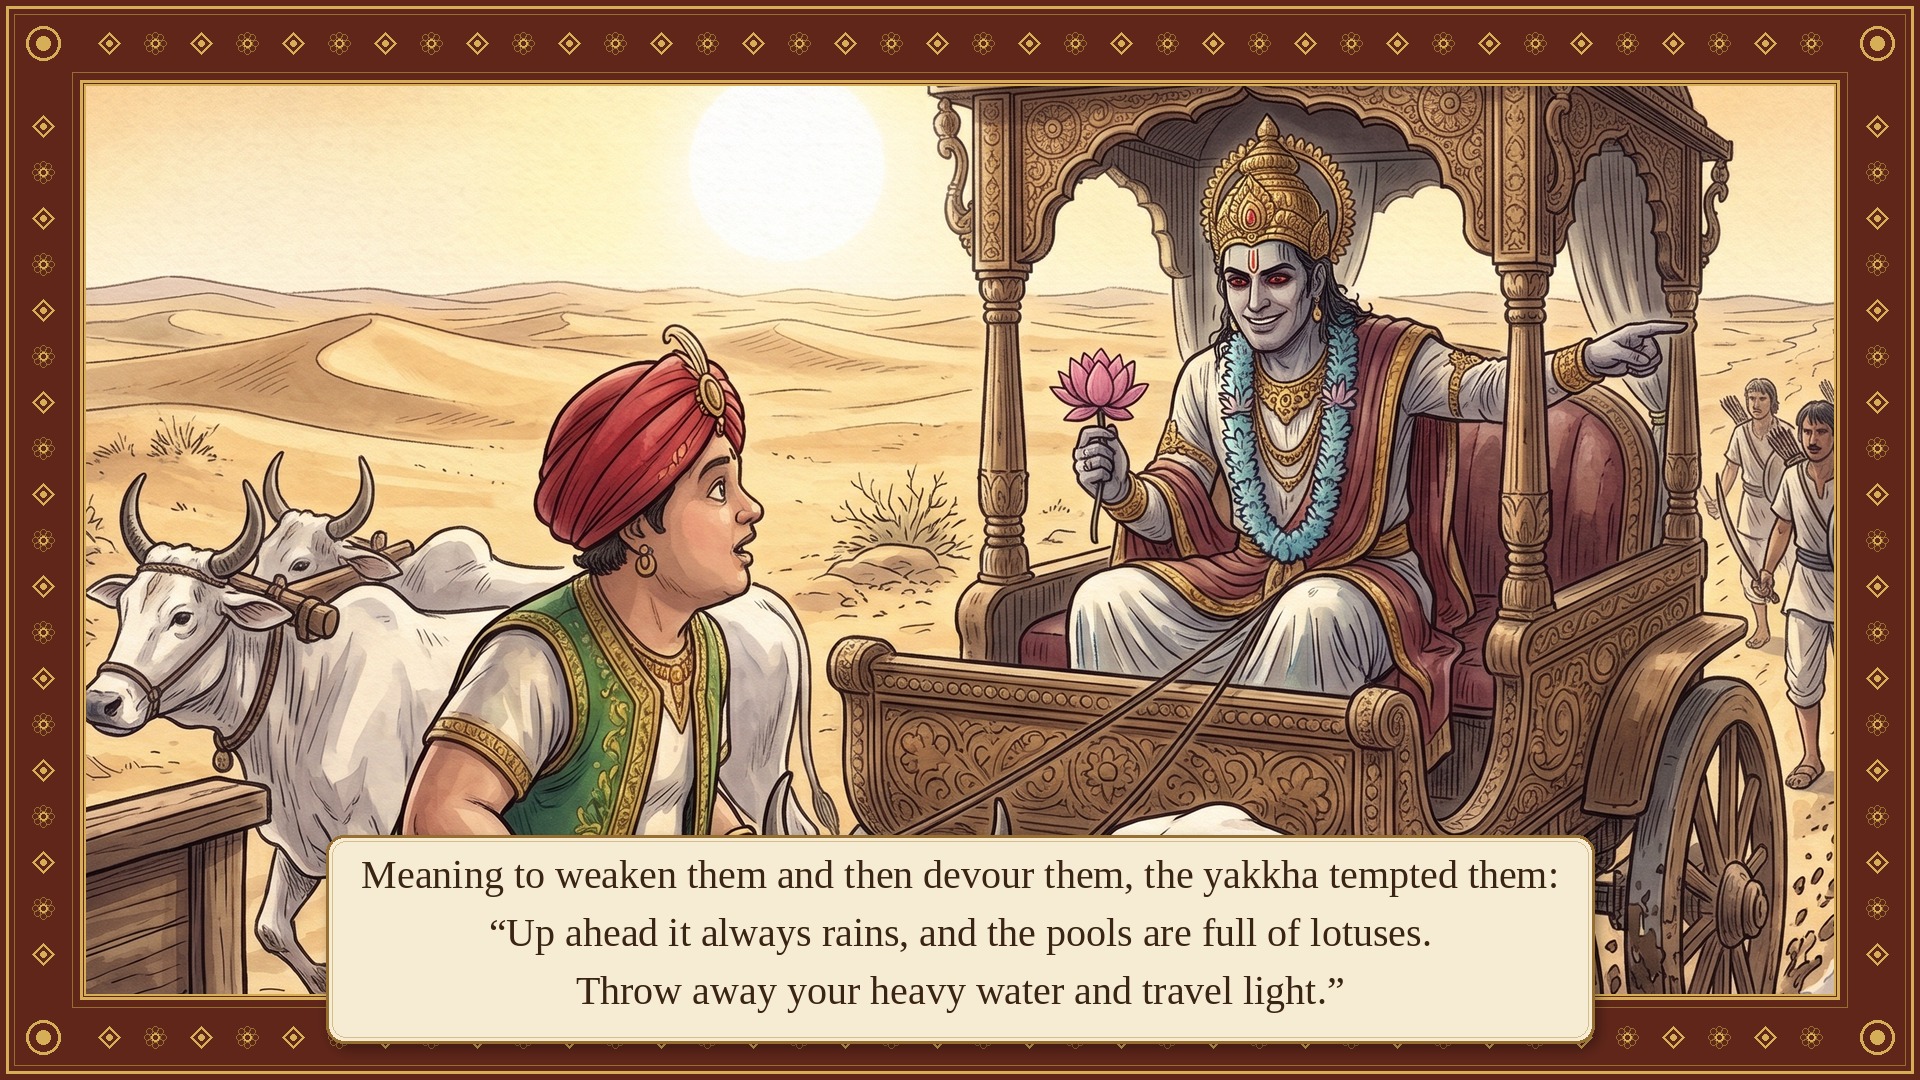 Meaning to weaken them and then devour them, the yakkha tempted them:
“Up ahead it always rains, and the pools are full of lotuses.
Throw away your heavy water and travel light.”